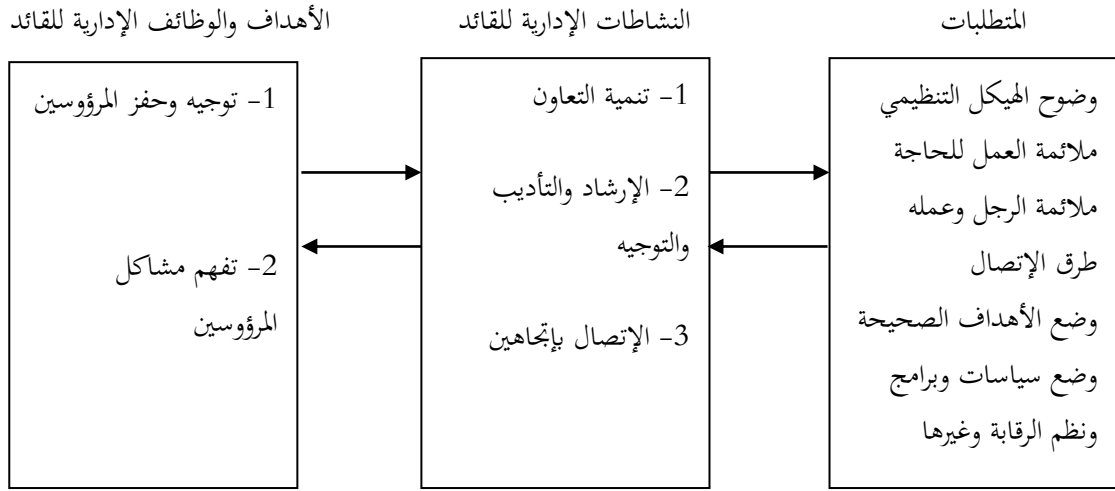 المتطلبات
النشاطات الإدارية للقائد
الأهداف والوظائف الإدارية للقائد
وضوح الهيكل التنظيمي
ملائمة العمل للحاجة
ملائمة الرجل وعمله
طرق الإتصال
وضع الأهداف الصحيحة
وضع سياسات وبرامج
ونظم الرقابة وغيرها
1- تنمية التعاون
2- الإرشاد والتأديب
والتوجيه
3- الإتصال بإتجاهين
1- توجيه وحفز المرؤوسين
2- تفهم مشاكل
المرؤوسين